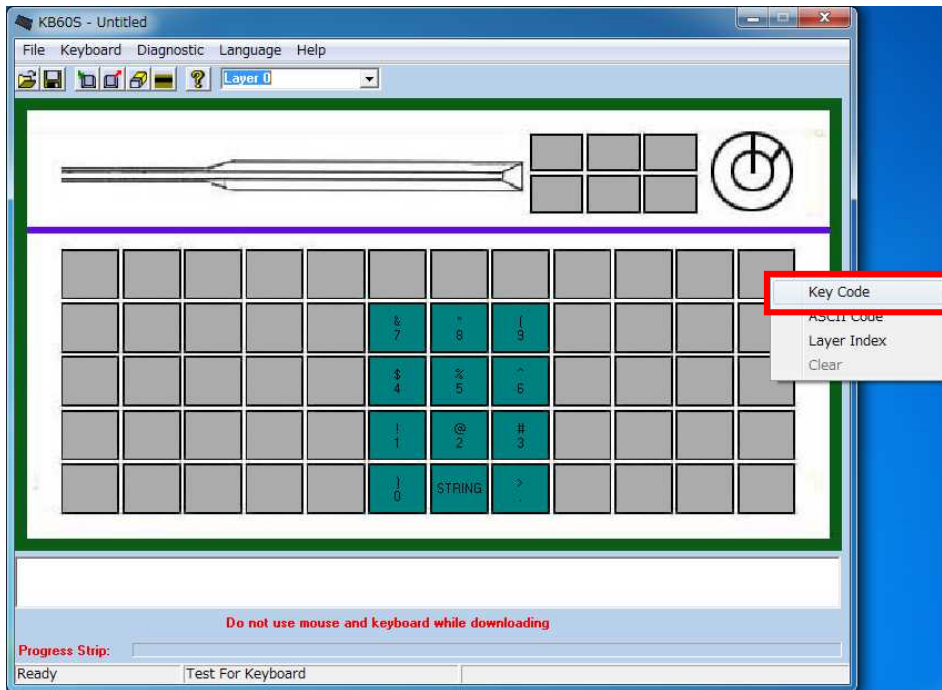 KB60S - Untitled
File Keyboard Diagnostic Language Help
Layer 0
Key Code
ASCII Code
Layer Index
Clear
& * (
7 8 9
$ % ^
4 5 6
! @ #
1 2 3
) STRING >
0 .
Do not use mouse and keyboard while downloading
Progress Strip:
Ready Test For Keyboard